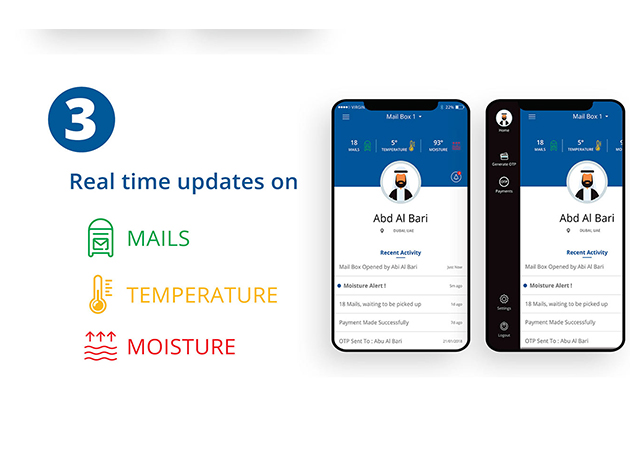 3
Real time updates on
MAILS
TEMPERATURE
MOISTURE
VIRGIN
32%
Mail Box 1
18
MAILS
5°
TEMPERATURE
93°
MOISTURE
Abd Al Bari
DUBAI, UAE
Recent Activity
Mail Box Opened by Abi Al Bari
Just Now
Moisture Alert !
5m ago
18 Mails, waiting to be picked up
1d ago
Payment Made Successfully
1d ago
OTP Sent To : Abu Al Bari
21/01/2018
Home
Generate OTP
Payments
Settings
Logout
Mail Box 1
18
MAILS
5°
TEMPERATURE
Abd Al Bari
DUBAI, UAE
Recent Activity
Mail Box Opened by Abi Al Bari
Moisture Alert !
18 Mails, waiting to be picked up
Payment Made Successfully
OTP Sent To : Abu Al Bari